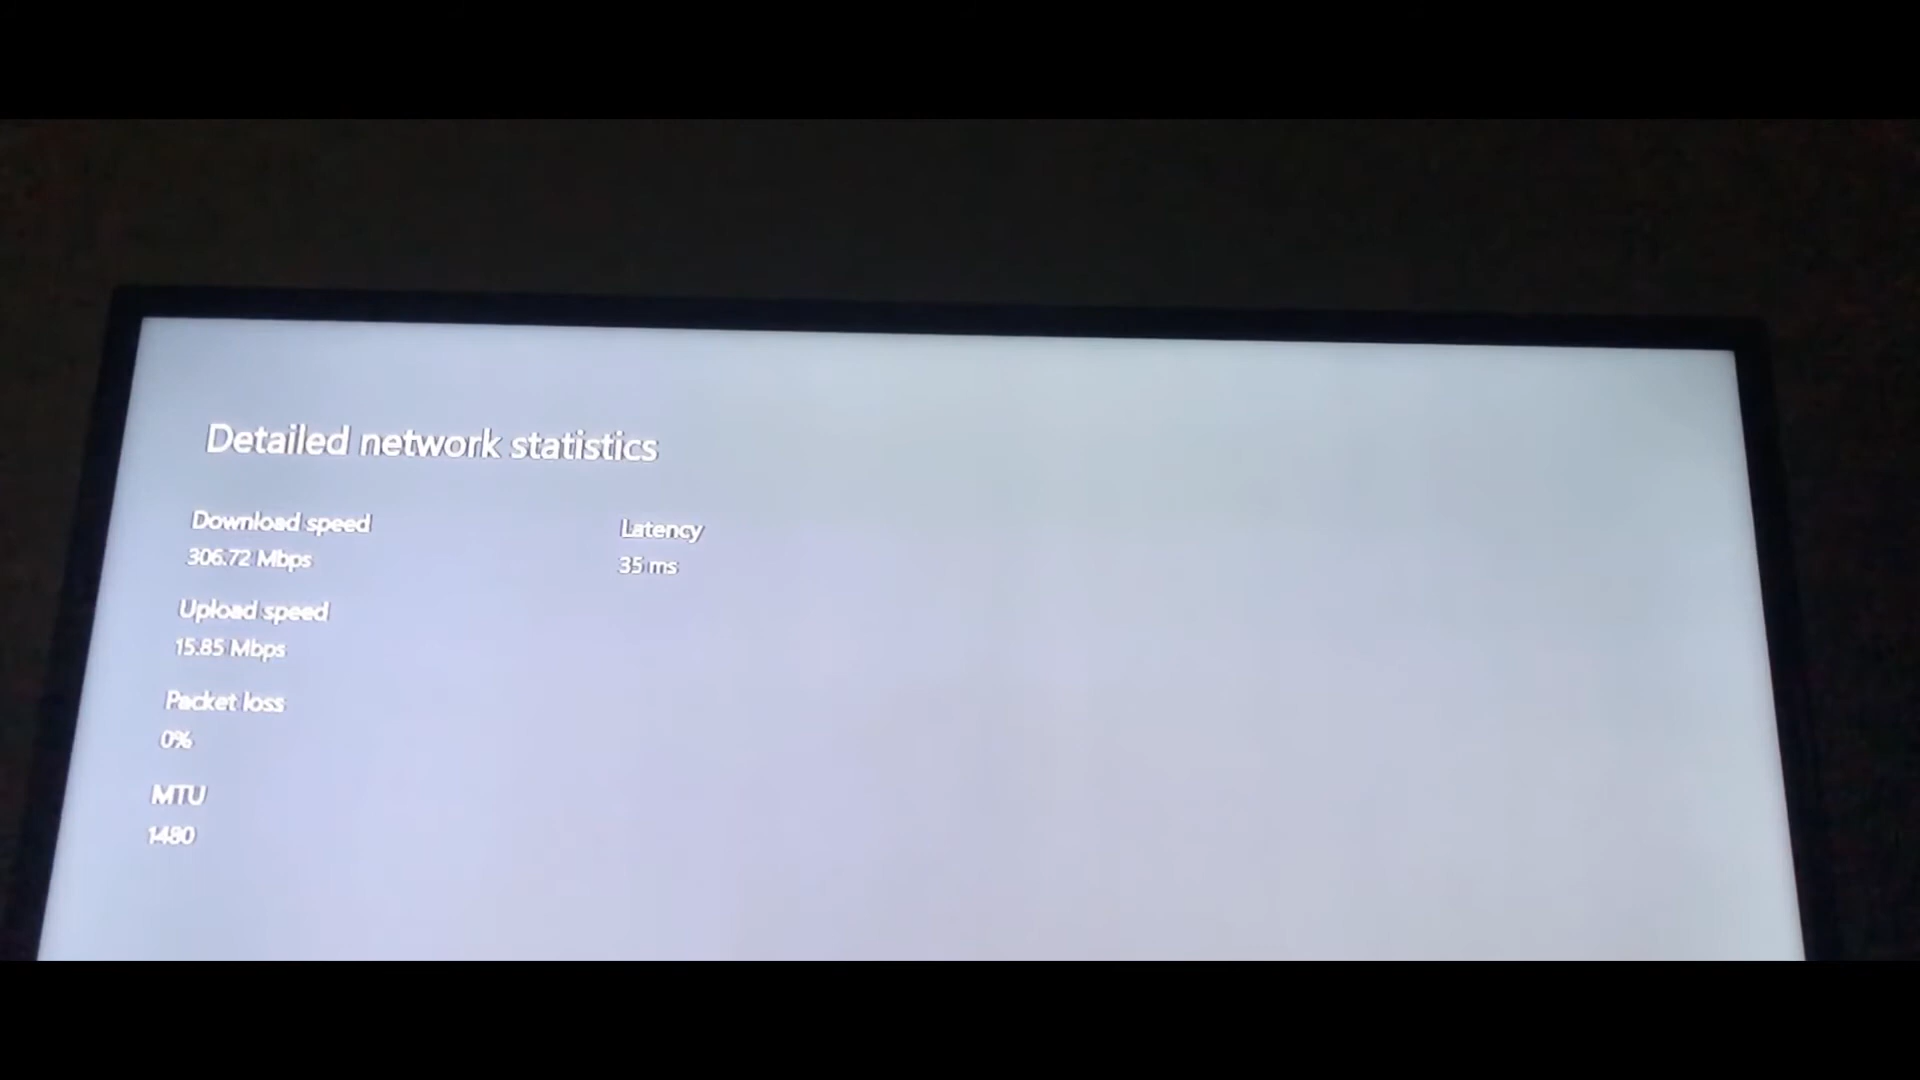 Detailed network statistics
Download speed
306.72 Mbps
Upload speed
15.85 Mbps
Packet loss
0%
MTU
1480
Latency
35 ms